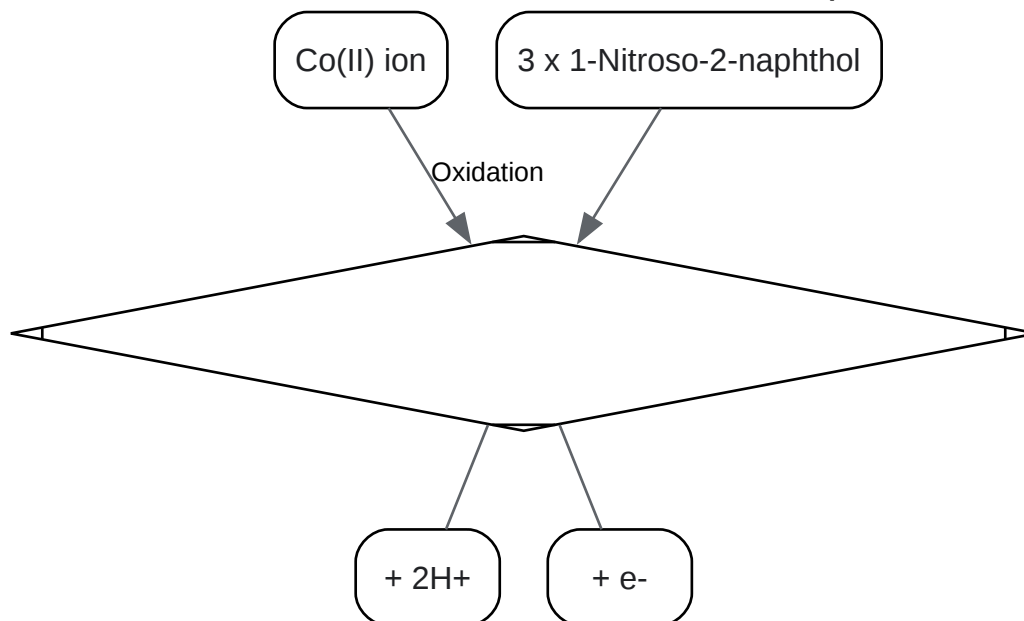 Co(II) ion
3 x 1-Nitroso-2-naphthol
Oxidation
+ 2H+
+ e-